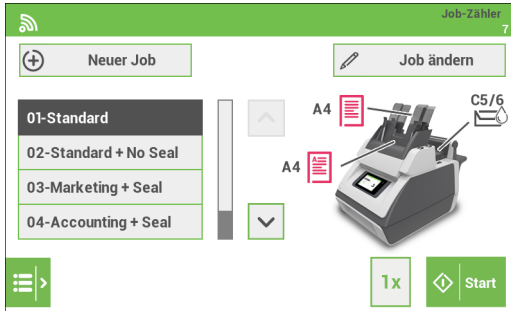 Job-Zähler
7
Neuer Job
Job ändern
01-Standard
02-Standard + No Seal
03-Marketing + Seal
04-Accounting + Seal
A4
C5/6
A4
1x
Start